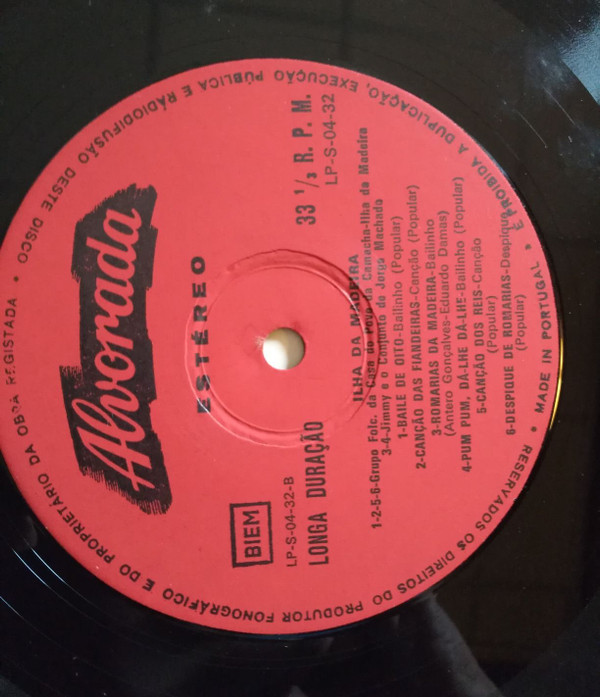 Alvorada
ESTÉREO
BIEM
LP-S-04-32-B
LONGA DURAÇÃO
33 1/3 R. P. M.
LP-S-04-32
ILHA DA MADEIRA
1-2-5-6-Grupo Folc. da Casa do Povo da Camacha-Ilha da Madeira
3-4-Jimmy e o Conjunto de Jorge Machado
1-BAILE DE OITO-Bailinho (Popular)
2-CANÇÃO DAS FIANDEIRAS-Canção (Popular)
3-ROMARIAS DA MADEIRA-Bailinho
(Antero Gonçalves-Eduardo Damas)
4-PUM PUM, DÁ-LHE DÁ-LHE-Bailinho (Popular)
5-CANÇÃO DOS REIS-Canção
(Popular)
6-DESPIQUE DE ROMARIAS-Despique
(Popular)
RESERVADOS OS DIREITOS DO PRODUTOR FONOGRÁFICO E DO PROPRIETÁRIO DA OBRA REGISTADA • É PROIBIDA A DUPLICAÇÃO, EXECUÇÃO PÚBLICA E RÁDIODIFUSÃO DESTE DISCO •
MADE IN PORTUGAL •